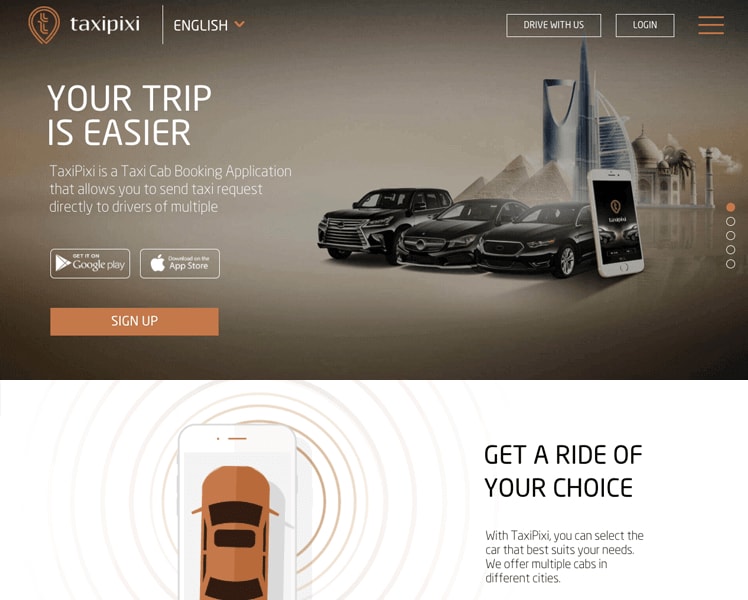 taxipixi
ENGLISH
DRIVE WITH US
LOGIN
YOUR TRIP
IS EASIER
TaxiPixi is a Taxi Cab Booking Application
that allows you to send taxi request
directly to drivers of multiple
GET IT ON
Google play
Download on the
App Store
taxipixi
SIGN UP
GET A RIDE OF
YOUR CHOICE
With TaxiPixi, you can select the
car that best suits your needs.
We offer multiple cabs in
different cities.